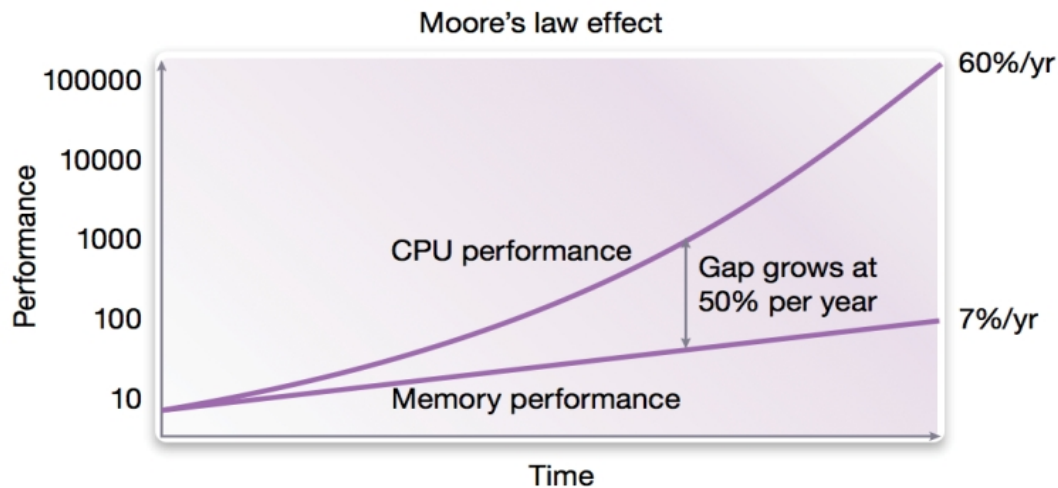 Moore's law effect
60%/yr
100000
10000
1000
100
10
Performance
CPU performance
Gap grows at
50% per year
7%/yr
Memory performance
Time